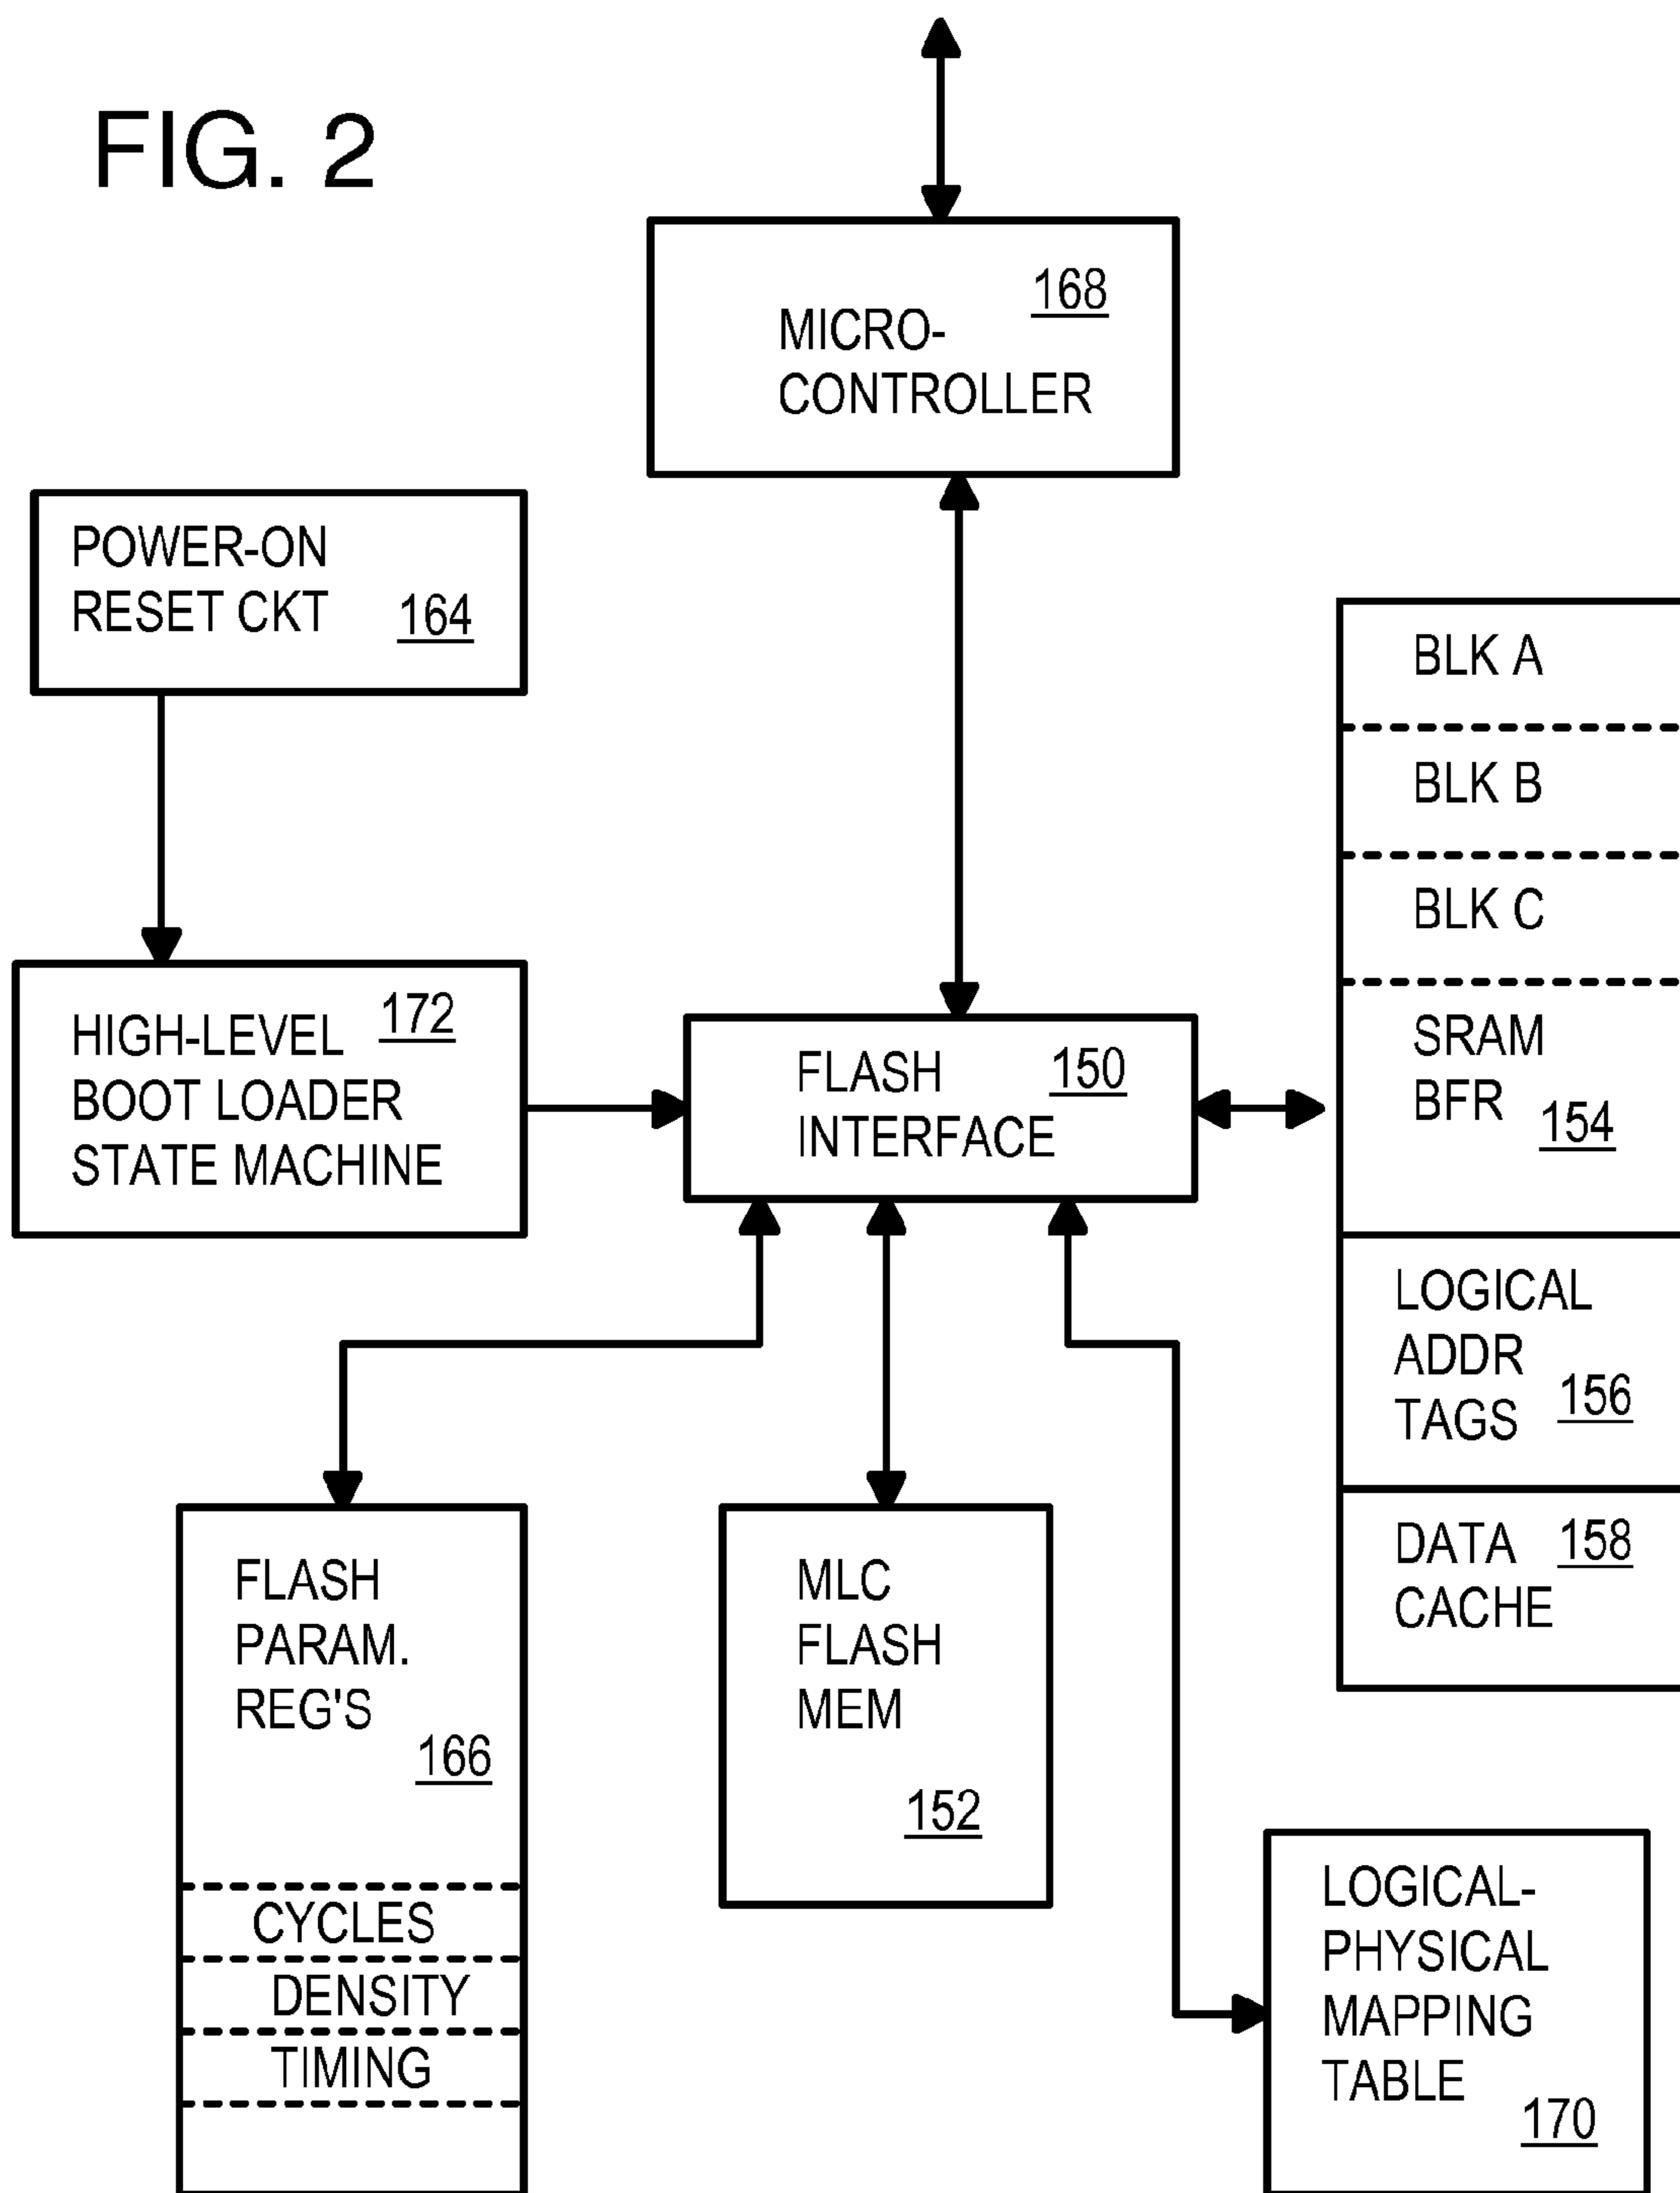 FIG. 2
168
MICRO-
CONTROLLER
POWER-ON
RESET CKT 164
BLK A
BLK B
BLK C
SRAM
BFR 154
172
HIGH-LEVEL
BOOT LOADER
STATE MACHINE
FLASH 150
INTERFACE
LOGICAL
ADDR
TAGS 156
DATA 158
CACHE
FLASH
PARAM.
REG'S
166
CYCLES
DENSITY
TIMING
MLC
FLASH
MEM
152
LOGICAL-
PHYSICAL
MAPPING
TABLE
170